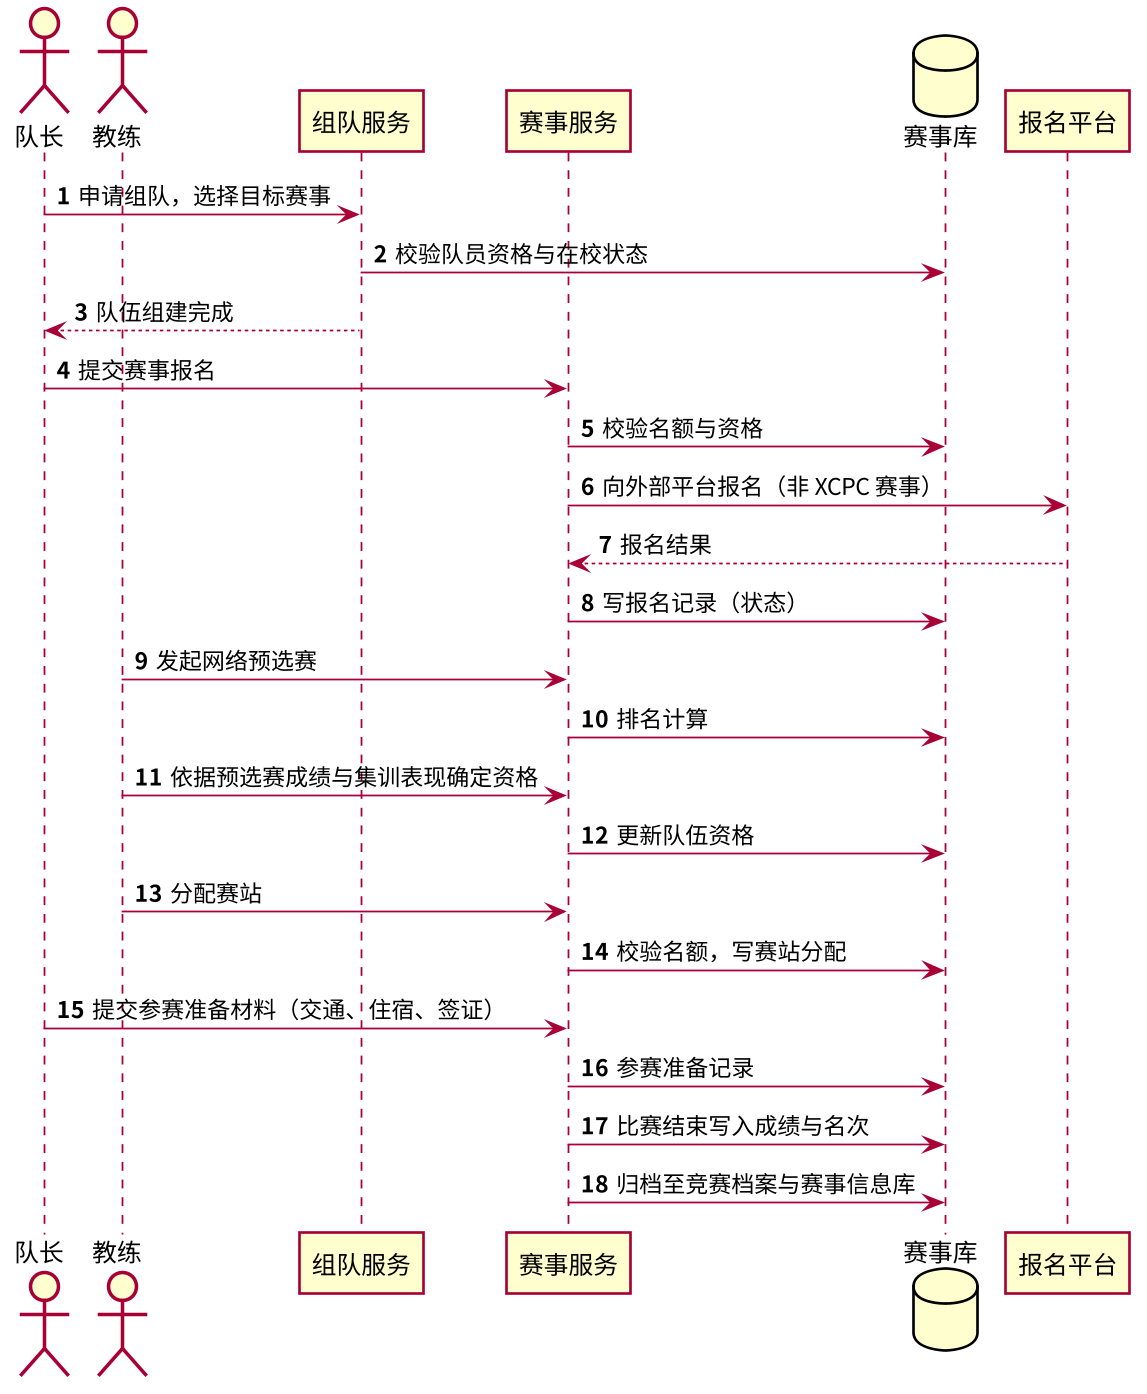 队长
教练
组队服务
赛事服务
赛事库
报名平台
1 申请组队，选择目标赛事
2 校验队员资格与在校状态
3 队伍组建完成
4 提交赛事报名
5 校验名额与资格
6 向外部平台报名（非 XCPC 赛事）
7 报名结果
8 写报名记录（状态）
9 发起网络预选赛
10 排名计算
11 依据预选赛成绩与集训表现确定资格
12 更新队伍资格
13 分配赛站
14 校验名额，写赛站分配
15 提交参赛准备材料（交通、住宿、签证）
16 参赛准备记录
17 比赛结束写入成绩与名次
18 归档至竞赛档案与赛事信息库
队长
教练
组队服务
赛事服务
赛事库
报名平台